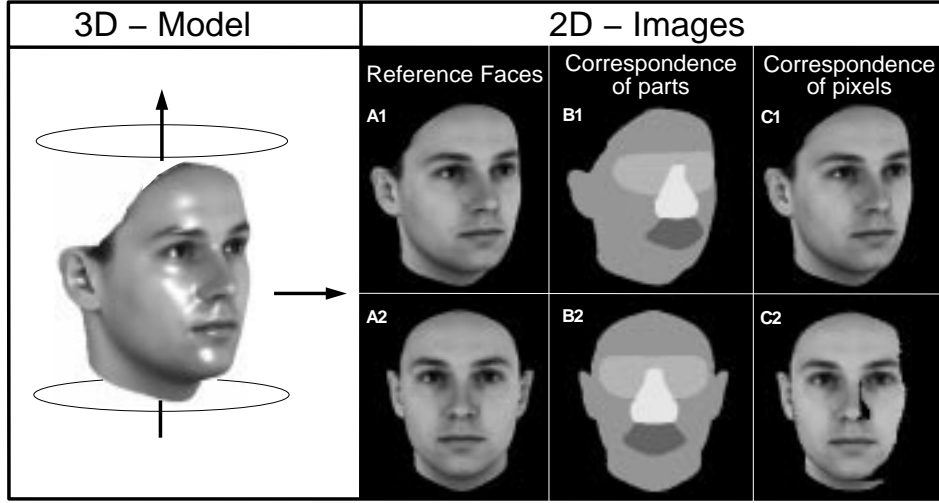 3D – Model
2D – Images
Reference Faces
Correspondence
of parts
Correspondence
of pixels
A1
B1
C1
A2
B2
C2